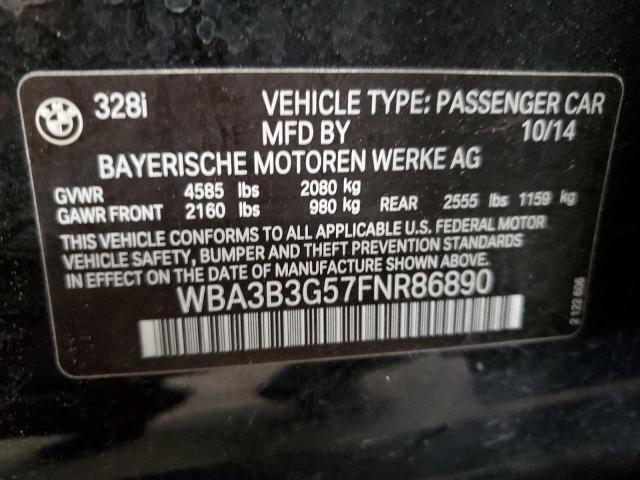 328i VEHICLE TYPE: PASSENGER CAR
MFD BY 10/14
BAYERISCHE MOTOREN WERKE AG
GVWR 4585 lbs 2080 kg
GAWR FRONT 2160 lbs 980 kg REAR 2555 lbs 1159 kg
THIS VEHICLE CONFORMS TO ALL APPLICABLE U.S. FEDERAL MOTOR
VEHICLE SAFETY, BUMPER AND THEFT PREVENTION STANDARDS
IN EFFECT ON THE DATE OF MANUFACTURE SHOWN ABOVE.
WBA3B3G57FNR86890